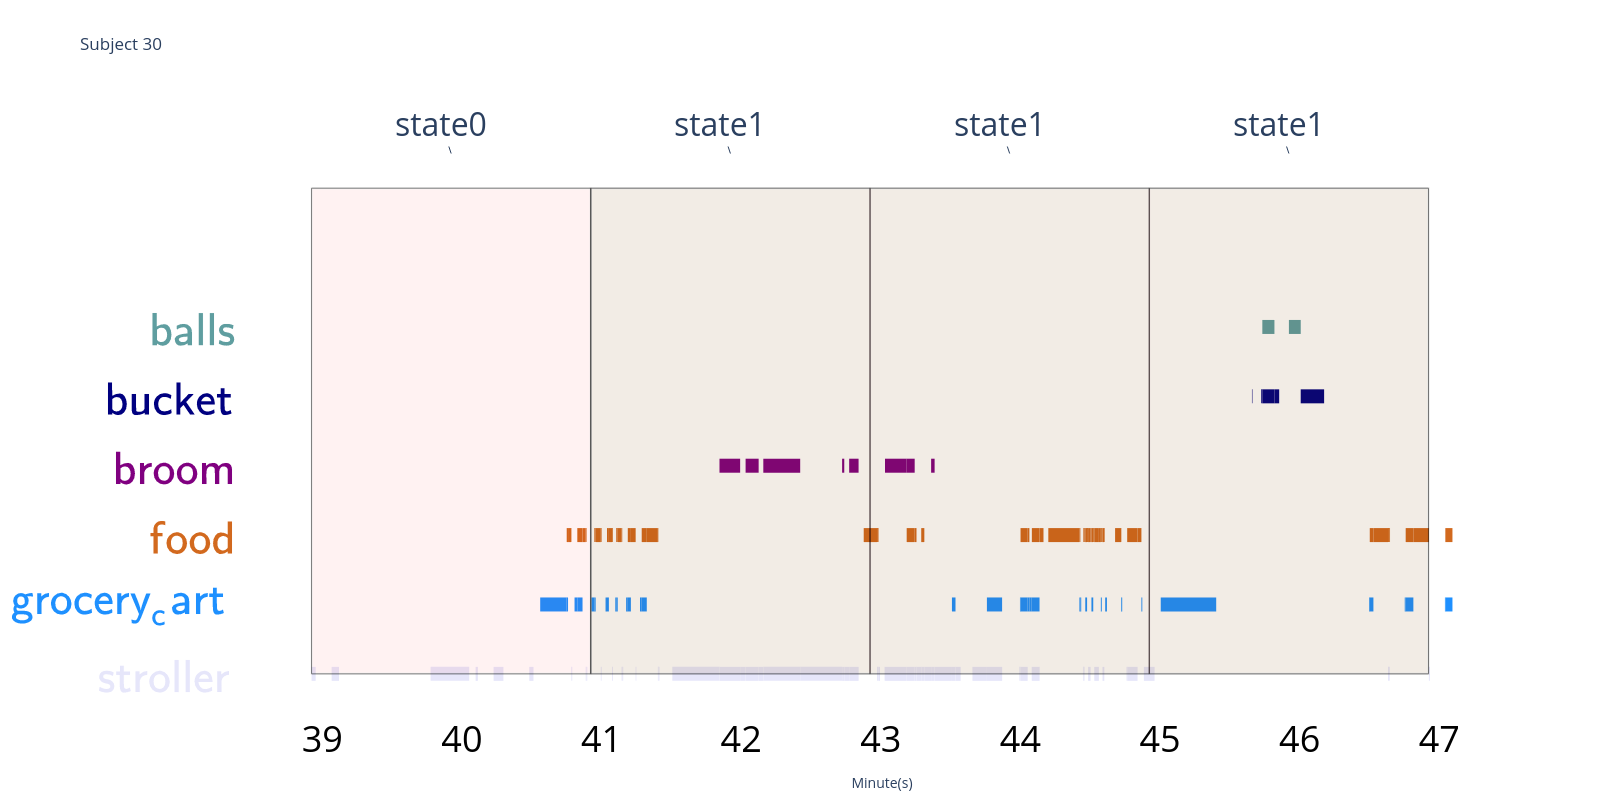 Subject 30
state0 state1 state1 state1
balls
bucket
broom
food
grocery_cart
stroller
39 40 41 42 43 44 45 46 47
Minute(s)